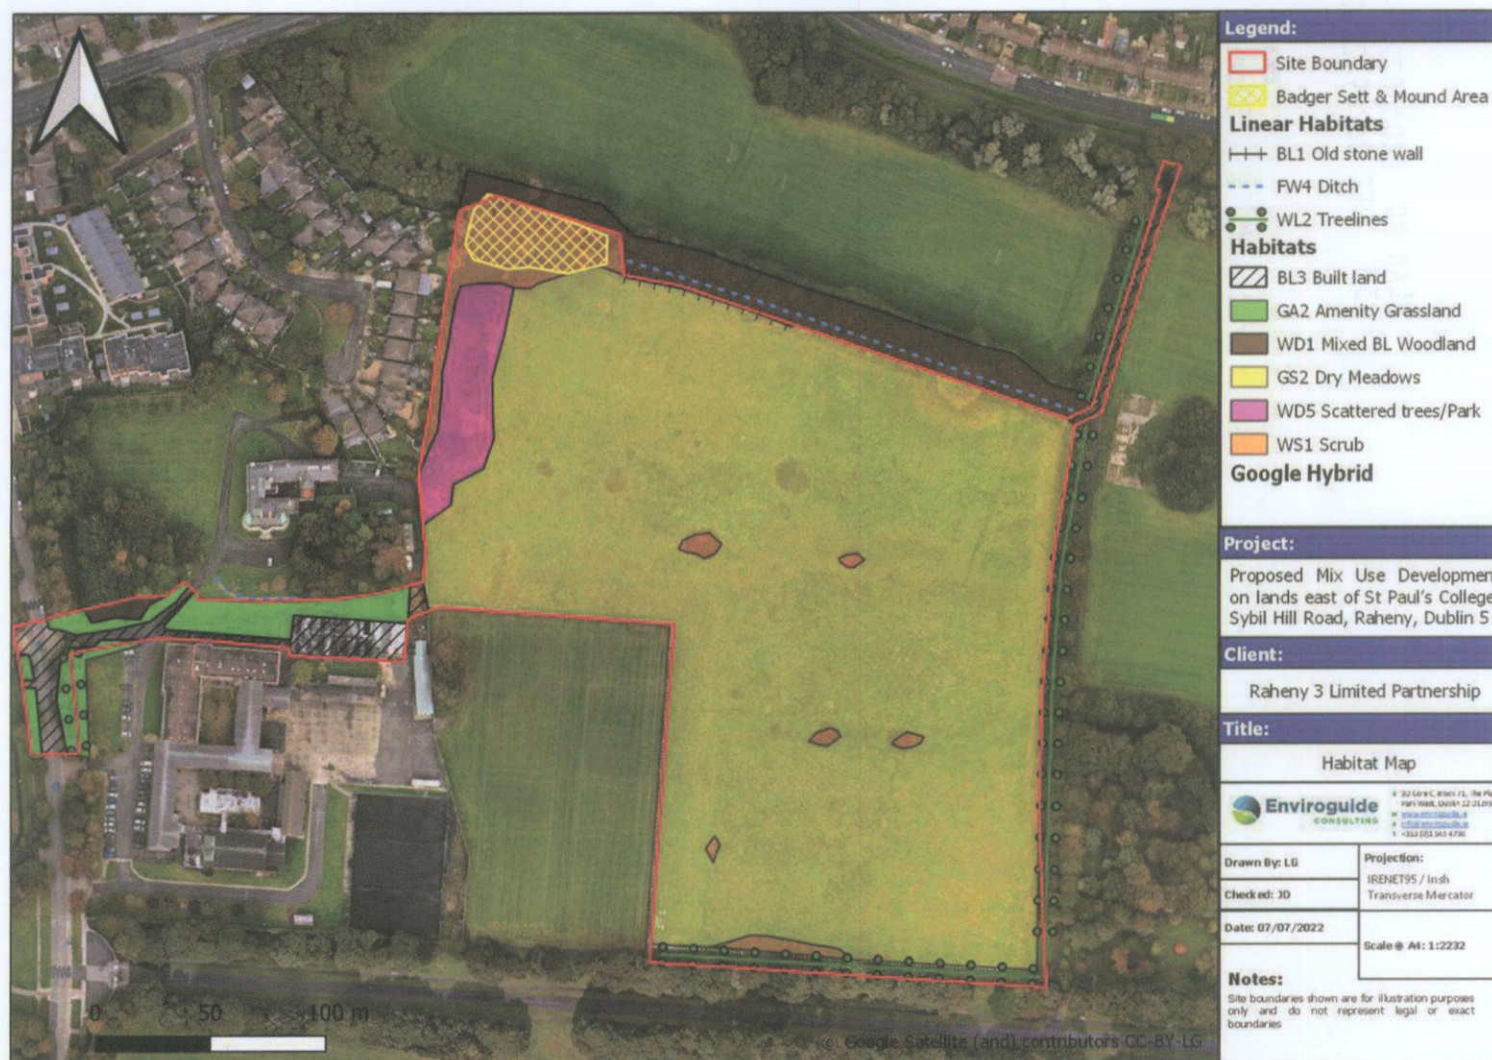 Legend:
Site Boundary
Badger Sett & Mound Area
Linear Habitats
BL1 Old stone wall
FW4 Ditch
WL2 Treelines
Habitats
BL3 Built land
GA2 Amenity Grassland
WD1 Mixed BL Woodland
GS2 Dry Meadows
WD5 Scattered trees/Park
WS1 Scrub
Google Hybrid
Project:
Proposed Mix Use Developmen
on lands east of St Paul's College
Sybil Hill Road, Raheny, Dublin 5
Client:
Raheny 3 Limited Partnership
Title:
Habitat Map
Enviroguide
CONSULTING
Drawn By: LG
Projection:
IRENET95 / Irish
Transverse Mercator
Checked: JD
Date: 07/07/2022
Scale @ A4: 1:2232
Notes:
Site boundaries shown are for illustration purposes
only and do not represent legal or exact
boundaries
0 50 100 m
© Google Satellite (and) contributors CC-BY-LG